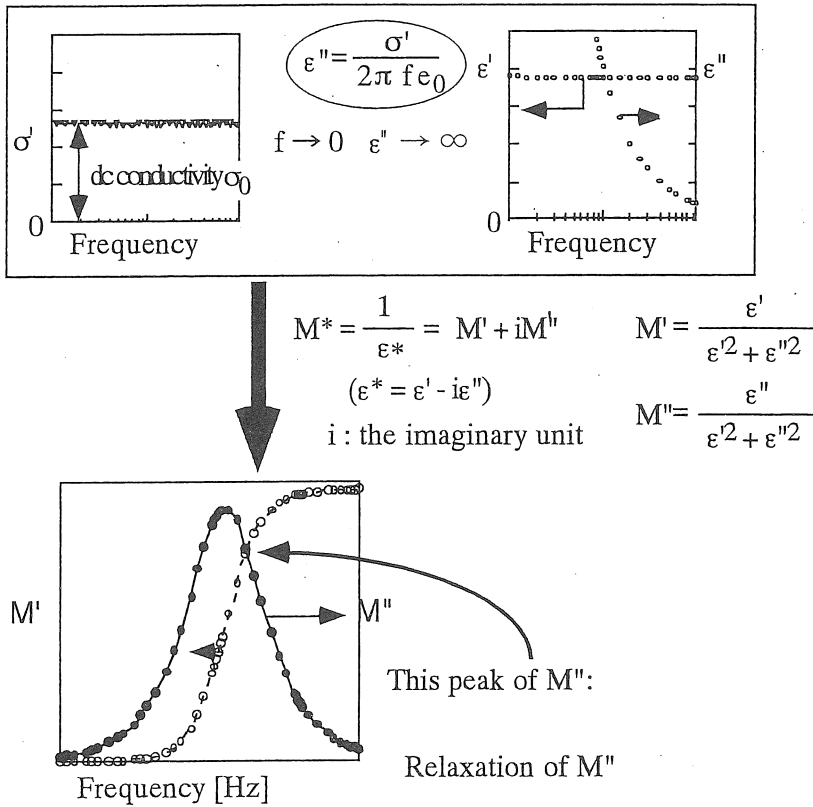 σ'
0
dc conductivity σ0
Frequency
ε" = σ' / 2π f e0
f → 0 ε" → ∞
ε'
ε"
0
Frequency
M* = 1 / ε* = M' + iM"
(ε* = ε' - iε")
i : the imaginary unit
M' = ε' / ε'2 + ε"2
M" = ε" / ε'2 + ε"2
M'
M"
Frequency [Hz]
This peak of M":
Relaxation of M"